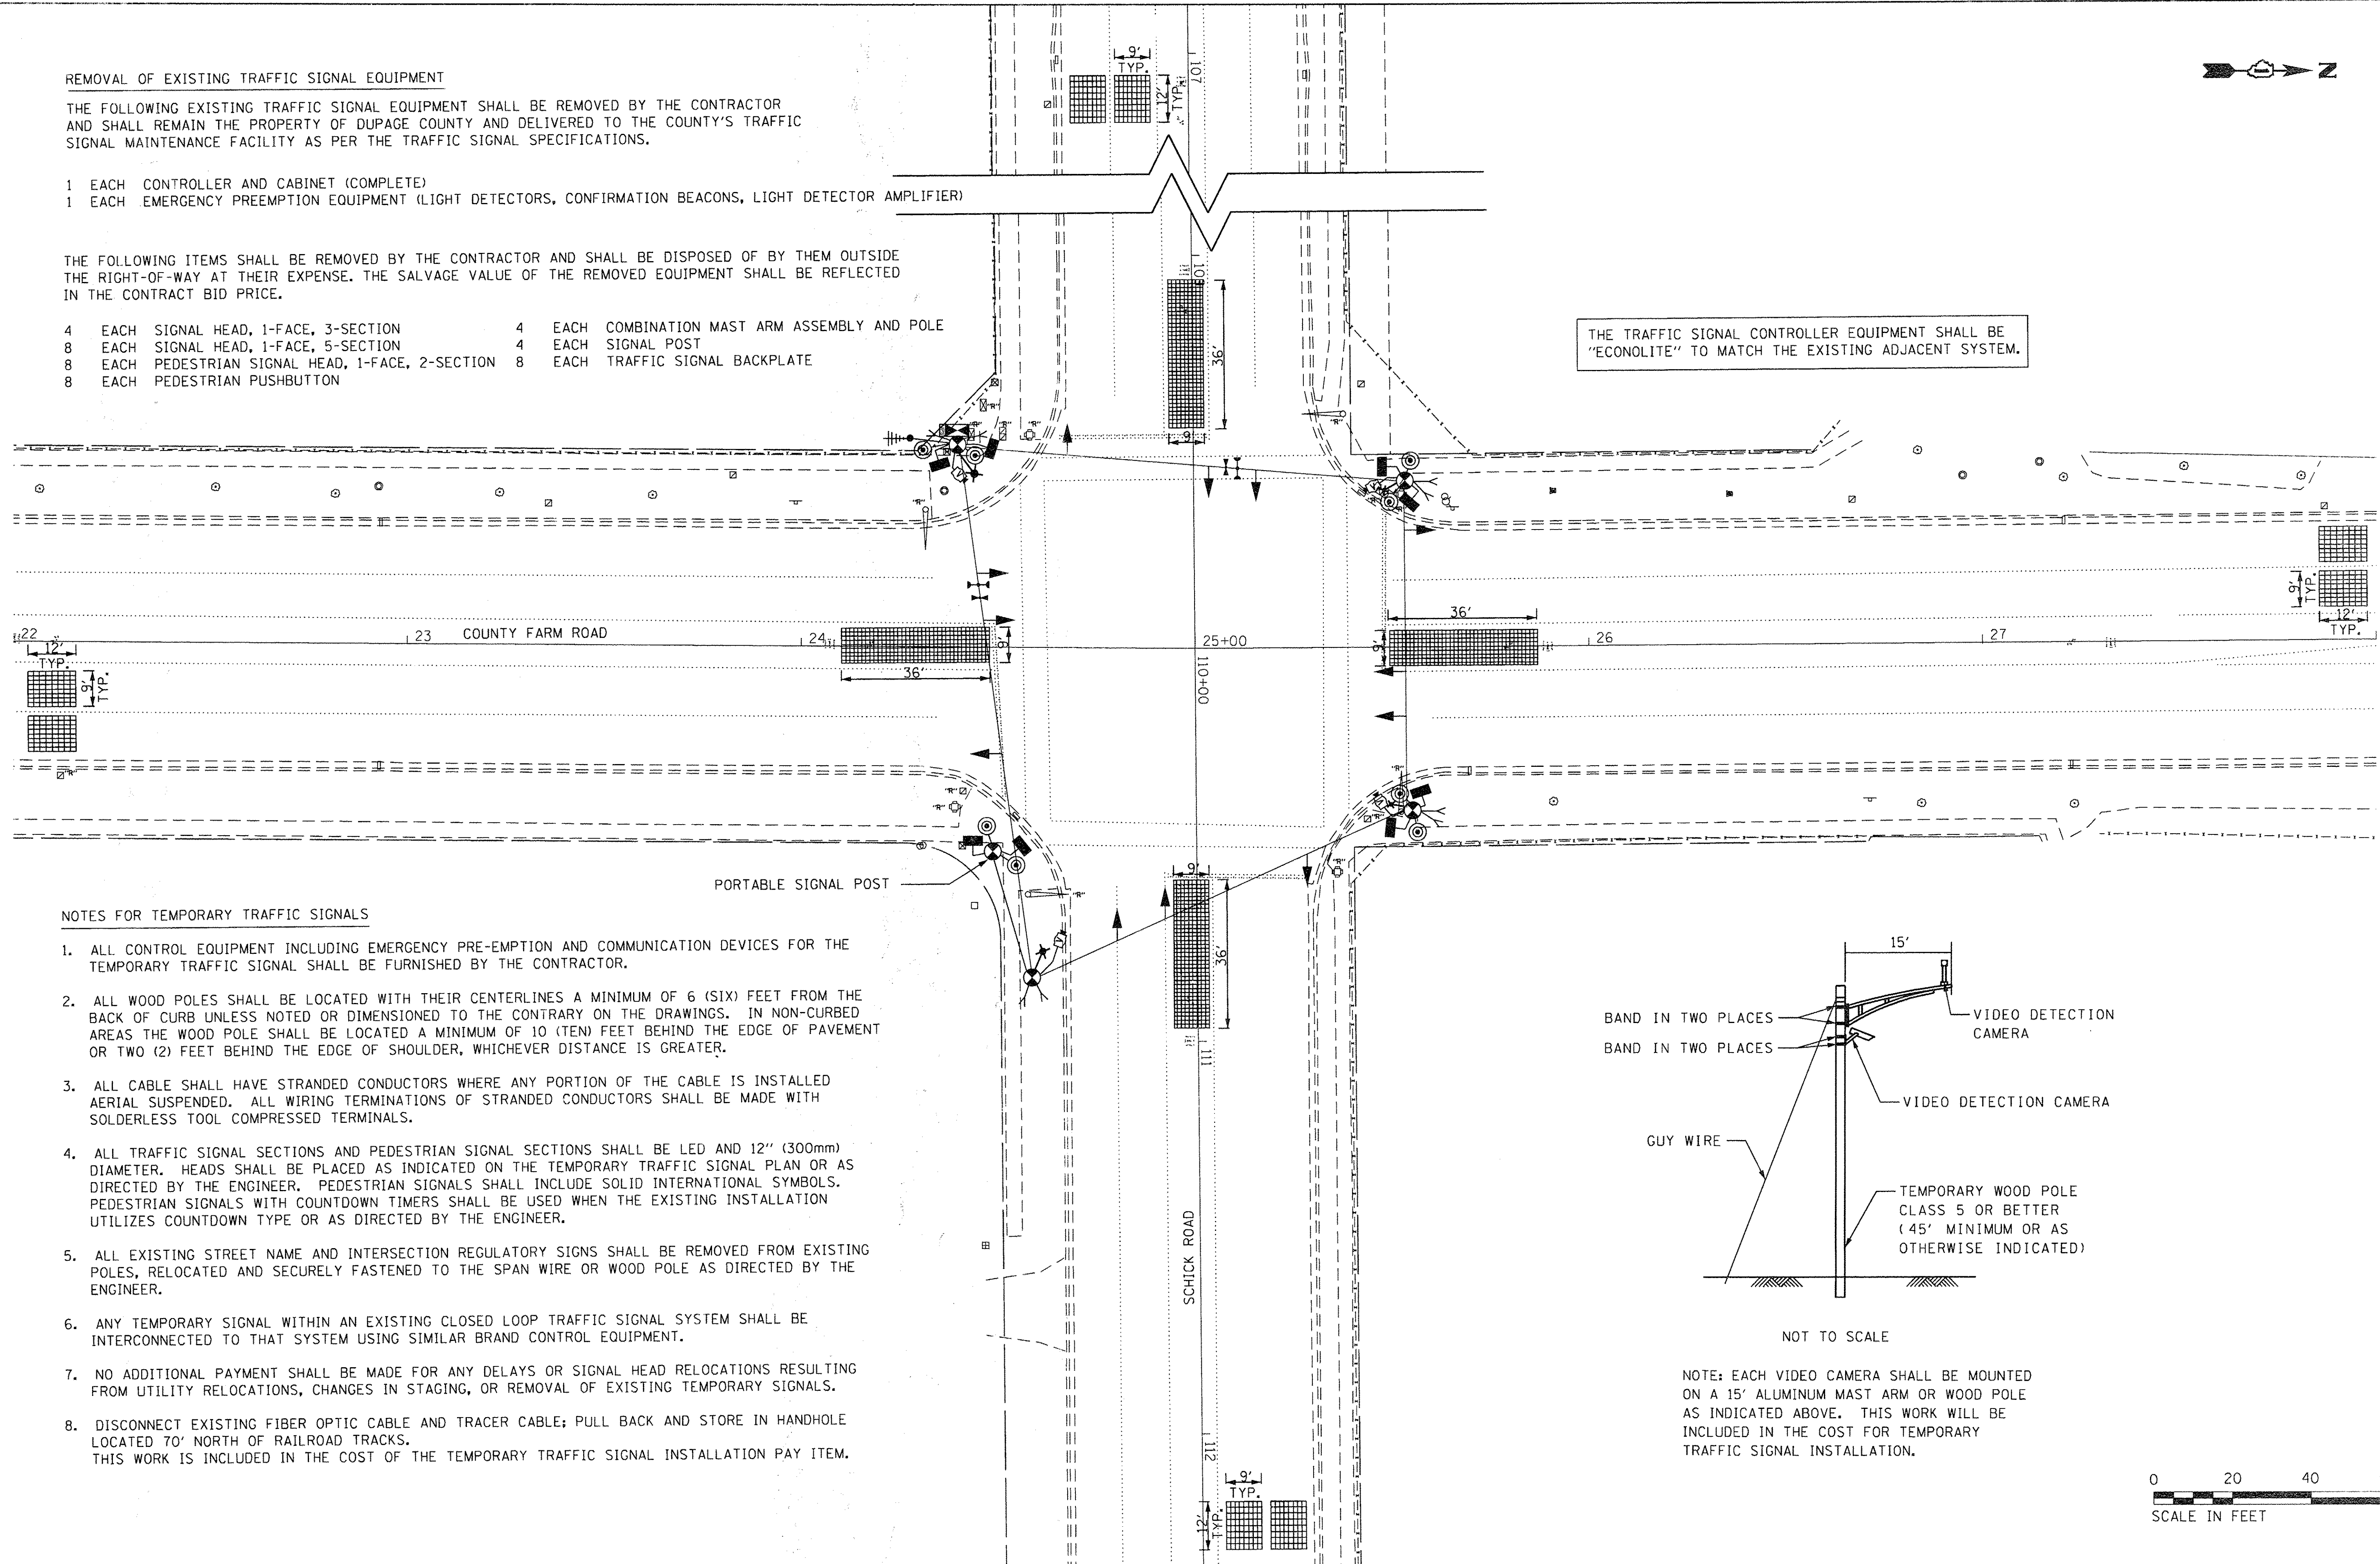 REMOVAL OF EXISTING TRAFFIC SIGNAL EQUIPMENT
THE FOLLOWING EXISTING TRAFFIC SIGNAL EQUIPMENT SHALL BE REMOVED BY THE CONTRACTOR
AND SHALL REMAIN THE PROPERTY OF DUPAGE COUNTY AND DELIVERED TO THE COUNTY'S TRAFFIC
SIGNAL MAINTENANCE FACILITY AS PER THE TRAFFIC SIGNAL SPECIFICATIONS.
1 EACH CONTROLLER AND CABINET (COMPLETE)
1 EACH EMERGENCY PREEMPTION EQUIPMENT (LIGHT DETECTORS, CONFIRMATION BEACONS, LIGHT DETECTOR AMPLIFIER)
THE FOLLOWING ITEMS SHALL BE REMOVED BY THE CONTRACTOR AND SHALL BE DISPOSED OF BY THEM OUTSIDE
THE RIGHT-OF-WAY AT THEIR EXPENSE. THE SALVAGE VALUE OF THE REMOVED EQUIPMENT SHALL BE REFLECTED
IN THE CONTRACT BID PRICE.
4 EACH SIGNAL HEAD, 1-FACE, 3-SECTION 4 EACH COMBINATION MAST ARM ASSEMBLY AND POLE
8 EACH SIGNAL HEAD, 1-FACE, 5-SECTION 4 EACH SIGNAL POST
8 EACH PEDESTRIAN SIGNAL HEAD, 1-FACE, 2-SECTION 8 EACH TRAFFIC SIGNAL BACKPLATE
8 EACH PEDESTRIAN PUSHBUTTON
9'
TYP.
12'
TYP.
107
N
THE TRAFFIC SIGNAL CONTROLLER EQUIPMENT SHALL BE
"ECONOLITE" TO MATCH THE EXISTING ADJACENT SYSTEM.
36'
9'
"R"
"R"
"R"
"R"
"R"
22
23
COUNTY FARM ROAD
24
25+00
26
27
110+00
12'
TYP.
9'
TYP.
36'
9'
36'
9'
9'
TYP.
12'
TYP.
"R"
"R"
"R"
"R"
"R"
"R"
"R"
PORTABLE SIGNAL POST
9'
36'
111
SCHICK ROAD
112
9'
TYP.
12'
TYP.
NOTES FOR TEMPORARY TRAFFIC SIGNALS
1. ALL CONTROL EQUIPMENT INCLUDING EMERGENCY PRE-EMPTION AND COMMUNICATION DEVICES FOR THE
TEMPORARY TRAFFIC SIGNAL SHALL BE FURNISHED BY THE CONTRACTOR.
2. ALL WOOD POLES SHALL BE LOCATED WITH THEIR CENTERLINES A MINIMUM OF 6 (SIX) FEET FROM THE
BACK OF CURB UNLESS NOTED OR DIMENSIONED TO THE CONTRARY ON THE DRAWINGS. IN NON-CURBED
AREAS THE WOOD POLE SHALL BE LOCATED A MINIMUM OF 10 (TEN) FEET BEHIND THE EDGE OF PAVEMENT
OR TWO (2) FEET BEHIND THE EDGE OF SHOULDER, WHICHEVER DISTANCE IS GREATER.
3. ALL CABLE SHALL HAVE STRANDED CONDUCTORS WHERE ANY PORTION OF THE CABLE IS INSTALLED
AERIAL SUSPENDED. ALL WIRING TERMINATIONS OF STRANDED CONDUCTORS SHALL BE MADE WITH
SOLDERLESS TOOL COMPRESSED TERMINALS.
4. ALL TRAFFIC SIGNAL SECTIONS AND PEDESTRIAN SIGNAL SECTIONS SHALL BE LED AND 12" (300mm)
DIAMETER. HEADS SHALL BE PLACED AS INDICATED ON THE TEMPORARY TRAFFIC SIGNAL PLAN OR AS
DIRECTED BY THE ENGINEER. PEDESTRIAN SIGNALS SHALL INCLUDE SOLID INTERNATIONAL SYMBOLS.
PEDESTRIAN SIGNALS WITH COUNTDOWN TIMERS SHALL BE USED WHEN THE EXISTING INSTALLATION
UTILIZES COUNTDOWN TYPE OR AS DIRECTED BY THE ENGINEER.
5. ALL EXISTING STREET NAME AND INTERSECTION REGULATORY SIGNS SHALL BE REMOVED FROM EXISTING
POLES, RELOCATED AND SECURELY FASTENED TO THE SPAN WIRE OR WOOD POLE AS DIRECTED BY THE
ENGINEER.
6. ANY TEMPORARY SIGNAL WITHIN AN EXISTING CLOSED LOOP TRAFFIC SIGNAL SYSTEM SHALL BE
INTERCONNECTED TO THAT SYSTEM USING SIMILAR BRAND CONTROL EQUIPMENT.
7. NO ADDITIONAL PAYMENT SHALL BE MADE FOR ANY DELAYS OR SIGNAL HEAD RELOCATIONS RESULTING
FROM UTILITY RELOCATIONS, CHANGES IN STAGING, OR REMOVAL OF EXISTING TEMPORARY SIGNALS.
8. DISCONNECT EXISTING FIBER OPTIC CABLE AND TRACER CABLE; PULL BACK AND STORE IN HANDHOLE
LOCATED 70' NORTH OF RAILROAD TRACKS.
THIS WORK IS INCLUDED IN THE COST OF THE TEMPORARY TRAFFIC SIGNAL INSTALLATION PAY ITEM.
15'
BAND IN TWO PLACES
BAND IN TWO PLACES
VIDEO DETECTION
CAMERA
VIDEO DETECTION CAMERA
GUY WIRE
TEMPORARY WOOD POLE
CLASS 5 OR BETTER
(45' MINIMUM OR AS
OTHERWISE INDICATED)
NOT TO SCALE
NOTE: EACH VIDEO CAMERA SHALL BE MOUNTED
ON A 15' ALUMINUM MAST ARM OR WOOD POLE
AS INDICATED ABOVE. THIS WORK WILL BE
INCLUDED IN THE COST FOR TEMPORARY
TRAFFIC SIGNAL INSTALLATION.
0 20 40
SCALE IN FEET